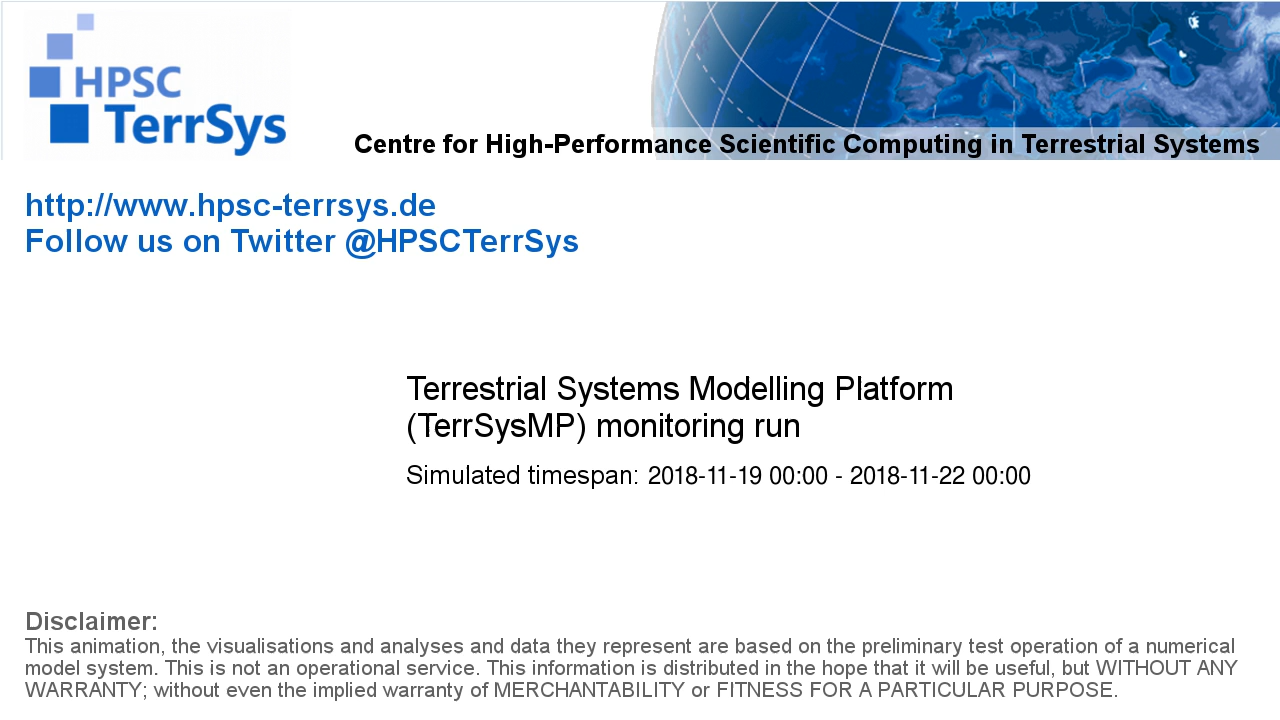 HPSC
TerrSys
Centre for High-Performance Scientific Computing in Terrestrial Systems
http://www.hpsc-terrsys.de
Follow us on Twitter @HPSCTerrSys
Terrestrial Systems Modelling Platform
(TerrSysMP) monitoring run
Simulated timespan: 2018-11-19 00:00 - 2018-11-22 00:00
Disclaimer:
This animation, the visualisations and analyses and data they represent are based on the preliminary test operation of a numerical
model system. This is not an operational service. This information is distributed in the hope that it will be useful, but WITHOUT ANY
WARRANTY; without even the implied warranty of MERCHANTABILITY or FITNESS FOR A PARTICULAR PURPOSE.